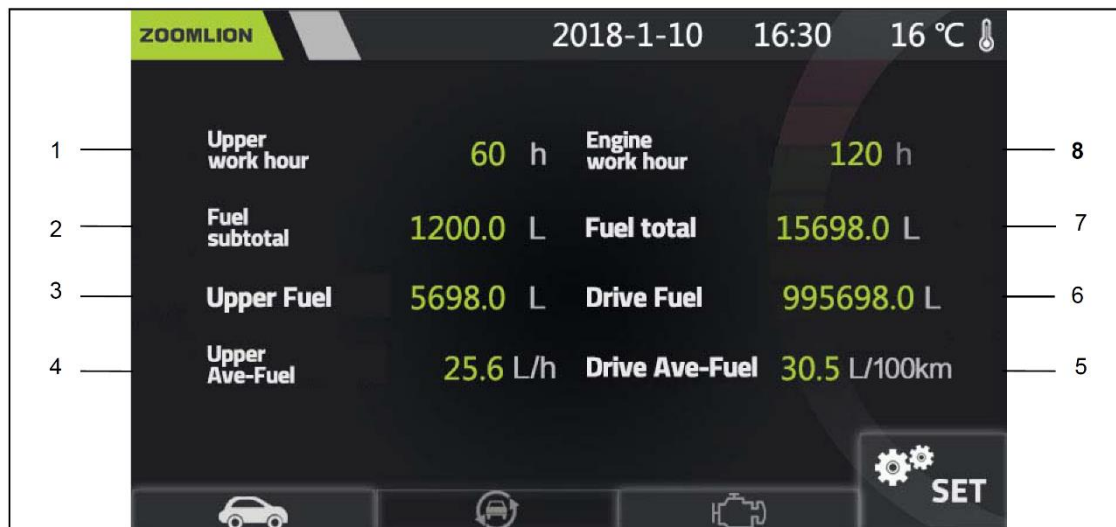 ZOOMLION 2018-1-10 16:30 16 ℃
1 Upper work hour 60 h Engine work hour 120 h 8
2 Fuel subtotal 1200.0 L Fuel total 15698.0 L 7
3 Upper Fuel 5698.0 L Drive Fuel 995698.0 L 6
4 Upper Ave-Fuel 25.6 L/h Drive Ave-Fuel 30.5 L/100km 5
SET